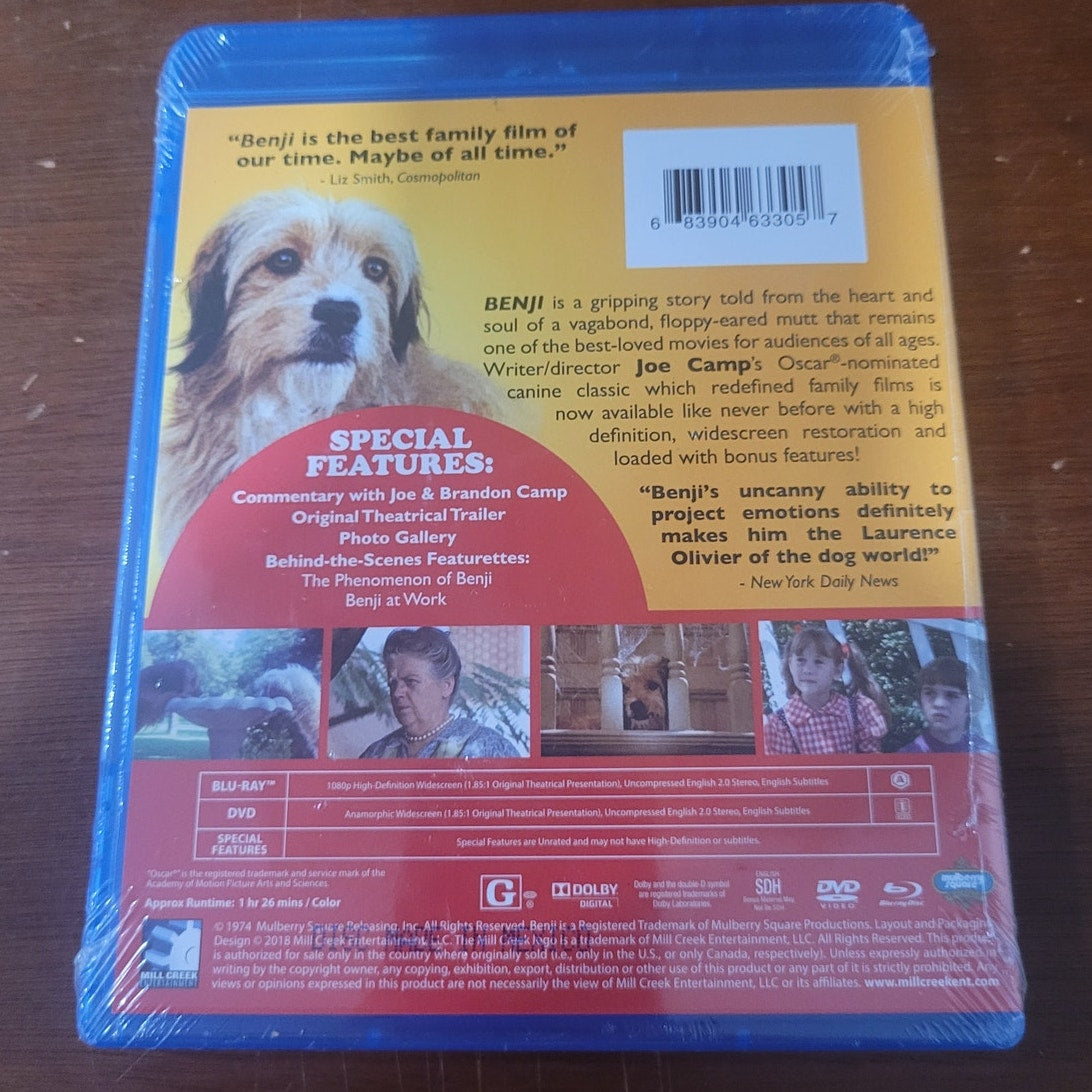 “Benji is the best family film of
our time. Maybe of all time.”
- Liz Smith, Cosmopolitan
6 83904 63305 7
BENJI is a gripping story told from the heart and
soul of a vagabond, floppy-eared mutt that remains
one of the best-loved movies for audiences of all ages.
Writer/director Joe Camp's Oscar®-nominated
canine classic which redefined family films is
now available like never before with a high
definition, widescreen restoration and
loaded with bonus features!
“Benji's uncanny ability to
project emotions definitely
makes him the Laurence
Olivier of the dog world!”
- New York Daily News
SPECIAL
FEATURES:
Commentary with Joe & Brandon Camp
Original Theatrical Trailer
Photo Gallery
Behind-the-Scenes Featurettes:
The Phenomenon of Benji
Benji at Work
BLU-RAY™ 1080p High-Definition Widescreen (1.85:1 Original Theatrical Presentation), Uncompressed English 2.0 Stereo, English Subtitles A
DVD Anamorphic Widescreen (1.85:1 Original Theatrical Presentation), Uncompressed English 2.0 Stereo, English Subtitles 1
SPECIAL
FEATURES
Special Features are Unrated and may not have High-Definition or subtitles.
"Oscar®" is the registered trademark and service mark of the
Academy of Motion Picture Arts and Sciences.
Approx Runtime: 1 hr 26 mins / Color
G ®
DOLBY
DIGITAL
Dolby and the double-D symbol
are registered trademarks of
Dolby Laboratories.
ENGLISH
SDH
Bonus Material May
Not Be SDH
DVD
VIDEO
Blu-ray Disc
mulberry
square
MILL CREEK
ENTERTAINMENT
© 1974 Mulberry Square Releasing, Inc. All Rights Reserved. Benji is a Registered Trademark of Mulberry Square Productions. Layout and Packaging
Design © 2018 Mill Creek Entertainment, LLC. The Mill Creek logo is a trademark of Mill Creek Entertainment, LLC. All Rights Reserved. This product
is authorized for sale only in the country where originally sold (i.e., only in the U.S., or only Canada, respectively). Unless expressly authorized in
writing by the copyright owner, any copying, exhibition, export, distribution or other use of this product or any part of it is strictly prohibited. Any
views or opinions expressed in this product are not necessarily the view of Mill Creek Entertainment, LLC or its affiliates. www.millcreekent.com